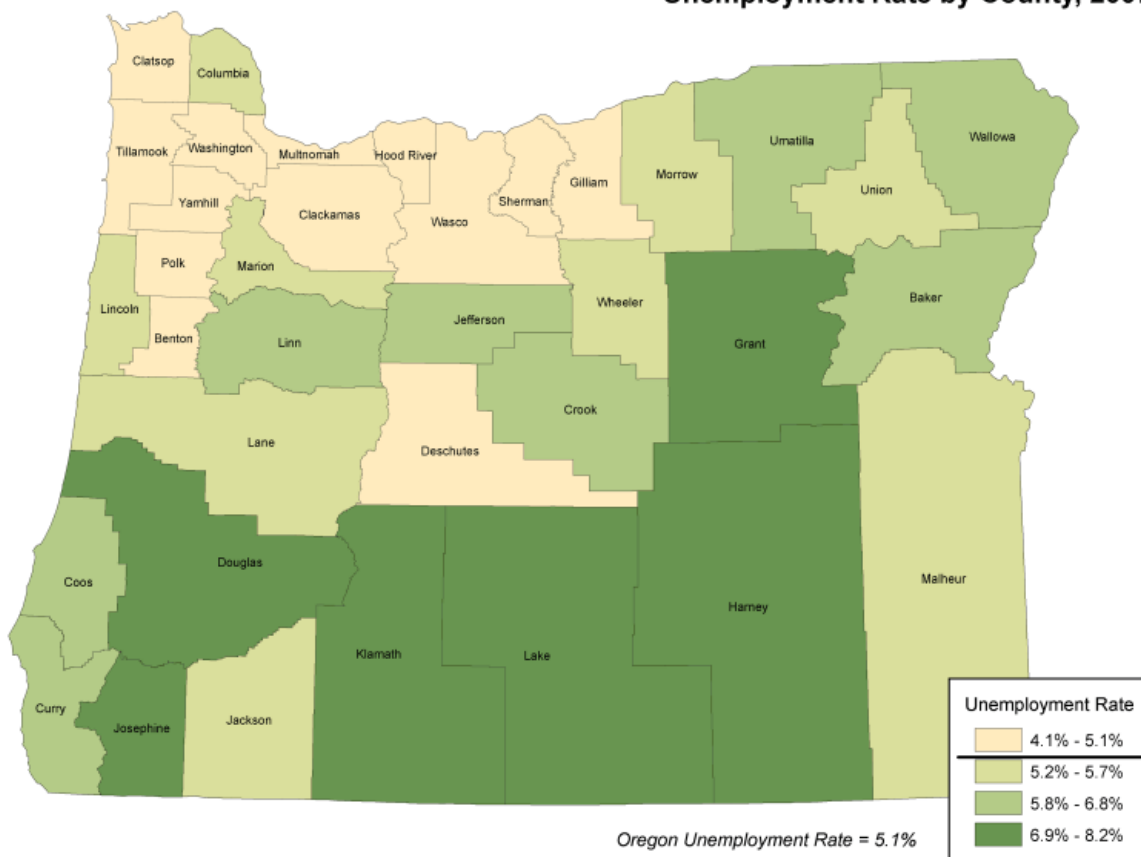 Unemployment Rate by County,
Clatsop
Columbia
Tillamook
Washington
Multnomah
Hood River
Yamhill
Clackamas
Wasco
Sherman
Gilliam
Morrow
Umatilla
Union
Wallowa
Polk
Marion
Lincoln
Benton
Linn
Jefferson
Wheeler
Grant
Baker
Crook
Lane
Deschutes
Coos
Douglas
Klamath
Lake
Harney
Malheur
Curry
Josephine
Jackson
Unemployment Rate
4.1% - 5.1%
5.2% - 5.7%
5.8% - 6.8%
6.9% - 8.2%
Oregon Unemployment Rate = 5.1%